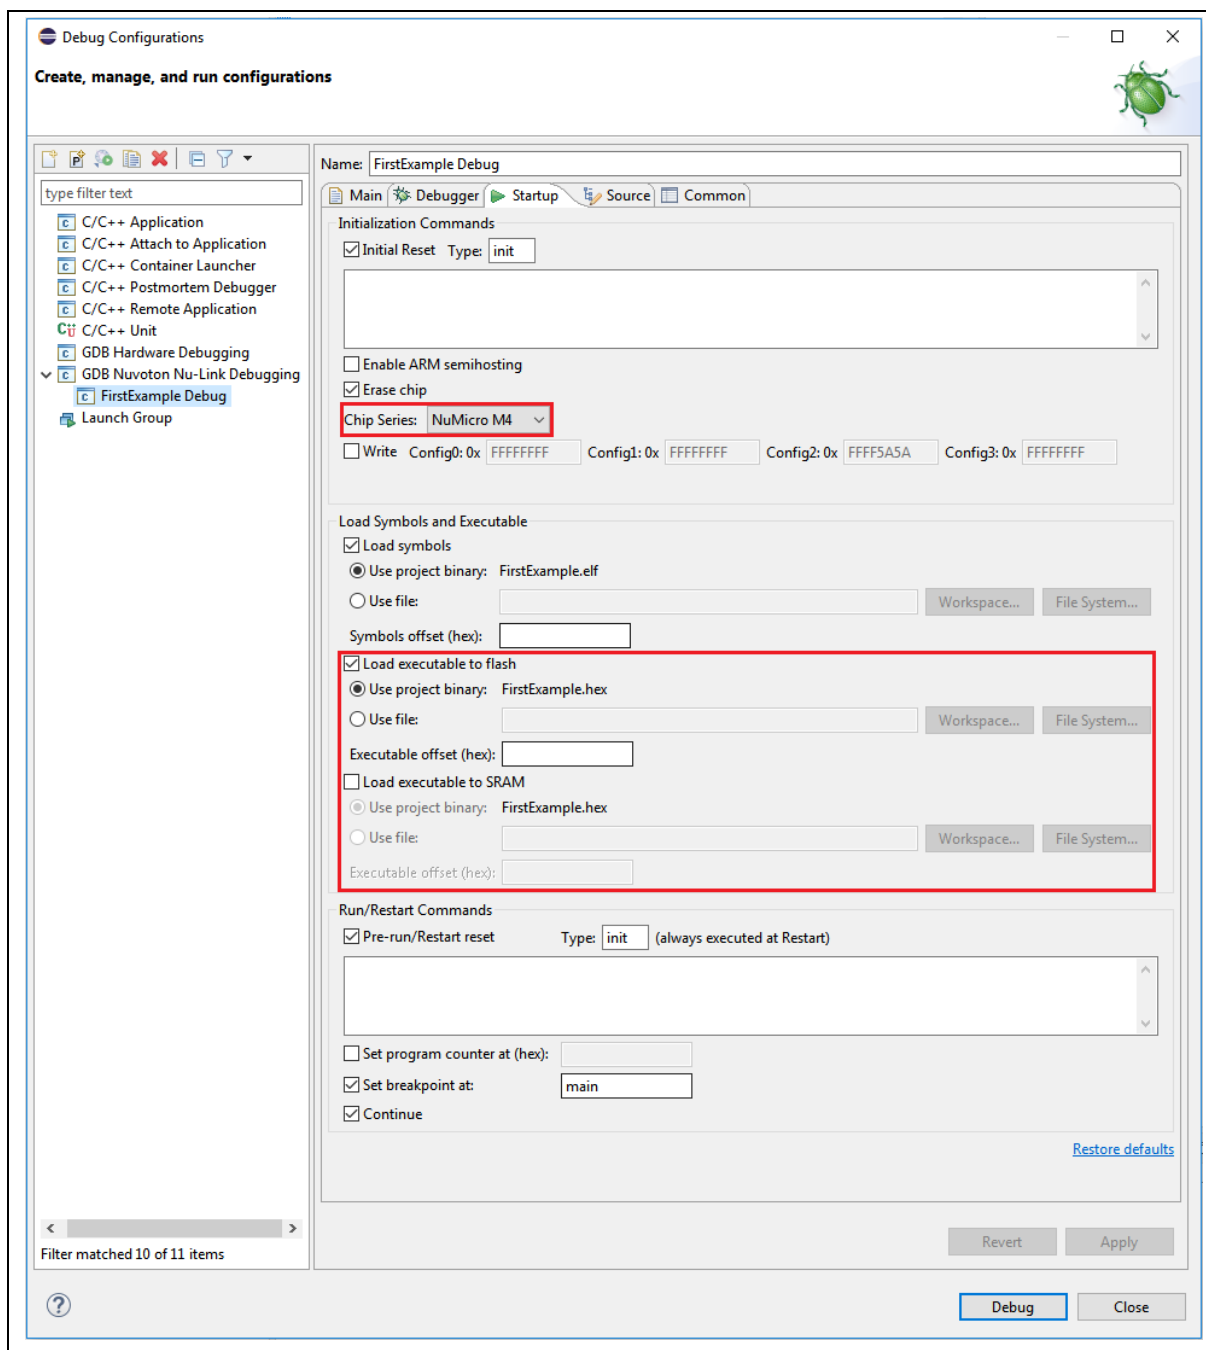 Debug Configurations
Create, manage, and run configurations
type filter text
C/C++ Application
C/C++ Attach to Application
C/C++ Container Launcher
C/C++ Postmortem Debugger
C/C++ Remote Application
C/C++ Unit
GDB Hardware Debugging
GDB Nuvoton Nu-Link Debugging
FirstExample Debug
Launch Group
Filter matched 10 of 11 items
Name: FirstExample Debug
Main Debugger Startup Source Common
Initialization Commands
Initial Reset Type: init
Enable ARM semihosting
Erase chip
Chip Series: NuMicro M4
Write Config0: 0x FFFFFFFF Config1: 0x FFFFFFFF Config2: 0x FFFF5A5A Config3: 0x FFFFFFFF
Load Symbols and Executable
Load symbols
Use project binary: FirstExample.elf
Use file: Workspace... File System...
Symbols offset (hex):
Load executable to flash
Use project binary: FirstExample.hex
Use file: Workspace... File System...
Executable offset (hex):
Load executable to SRAM
Use project binary: FirstExample.hex
Use file: Workspace... File System...
Executable offset (hex):
Run/Restart Commands
Pre-run/Restart reset Type: init (always executed at Restart)
Set program counter at (hex):
Set breakpoint at: main
Continue
Restore defaults
Revert Apply
Debug Close